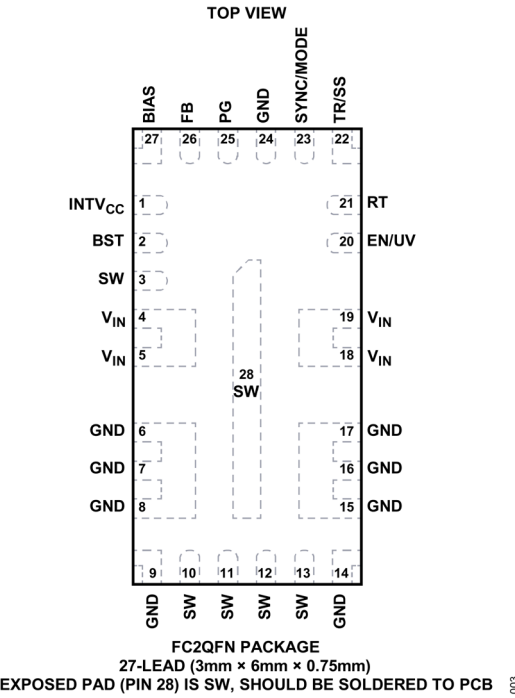 TOP VIEW
BIAS
FB
PG
GND
SYNC/MODE
TR/SS
27
26
25
24
23
22
INTVCC
1
21
RT
BST
2
20
EN/UV
SW
3
VIN
4
19
VIN
VIN
5
18
VIN
28
SW
GND
6
17
GND
GND
7
16
GND
GND
8
15
GND
9
10
11
12
13
14
GND
SW
SW
SW
SW
GND
FC2QFN PACKAGE
27-LEAD (3mm × 6mm × 0.75mm)
EXPOSED PAD (PIN 28) IS SW, SHOULD BE SOLDERED TO PCB
003